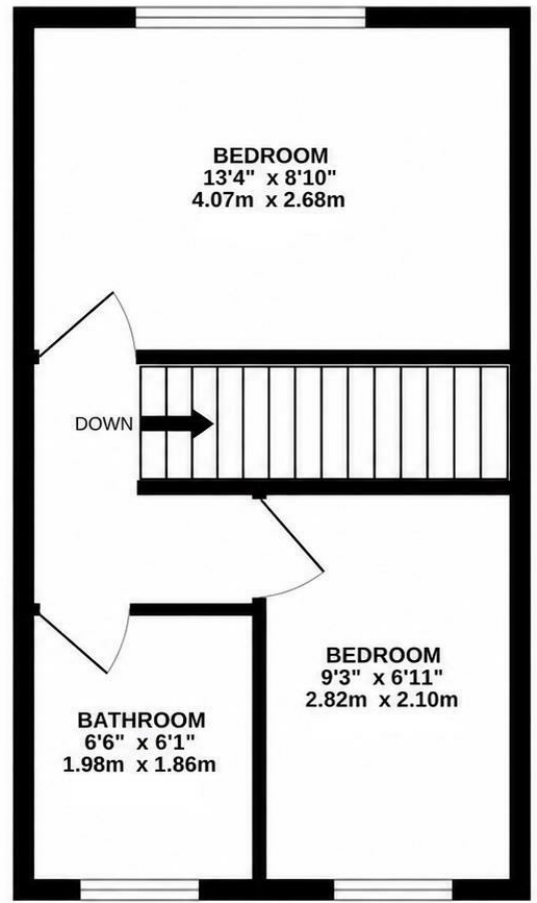 BEDROOM
13'4" x 8'10"
4.07m x 2.68m
DOWN
BEDROOM
9'3" x 6'11"
2.82m x 2.10m
BATHROOM
6'6" x 6'1"
1.98m x 1.86m